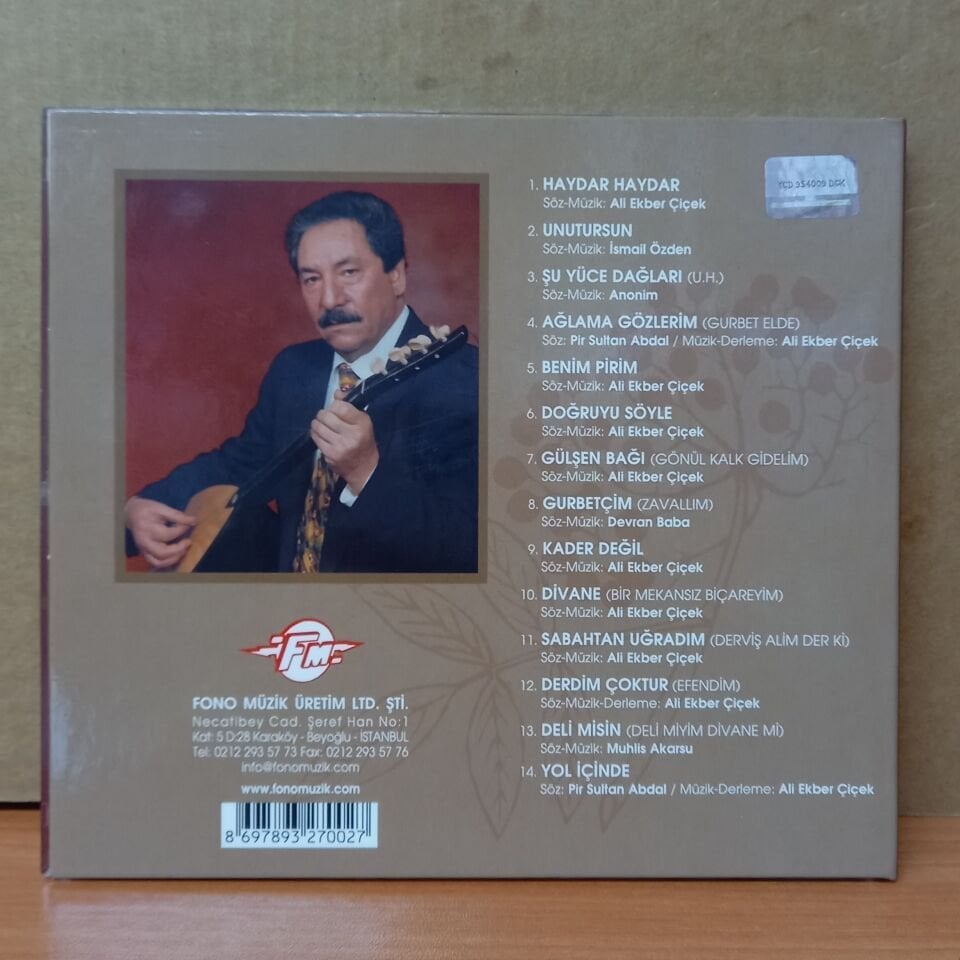 1. HAYDAR HAYDAR
Söz-Müzik: Ali Ekber Çiçek
2. UNUTURSUN
Söz-Müzik: İsmail Özden
3. ŞU YÜCE DAĞLARI (U.H.)
Söz-Müzik: Anonim
4. AĞLAMA GÖZLERİM (GURBET ELDE)
Söz: Pir Sultan Abdal / Müzik-Derleme: Ali Ekber Çiçek
5. BENİM PİRİM
Söz-Müzik: Ali Ekber Çiçek
6. DOĞRUYU SÖYLE
Söz-Müzik: Ali Ekber Çiçek
7. GÜLŞEN BAĞI (GÖNÜL KALK GİDELİM)
Söz-Müzik: Ali Ekber Çiçek
8. GURBETÇİM (ZAVALLIM)
Söz-Müzik: Devran Baba
9. KADER DEĞİL
Söz-Müzik: Ali Ekber Çiçek
10. DİVANE (BİR MEKANSIZ BİÇAREYİM)
Söz-Müzik: Ali Ekber Çiçek
11. SABAHTAN UĞRADIM (DERVİŞ ALİM DER Kİ)
Söz-Müzik: Ali Ekber Çiçek
12. DERDİM ÇOKTUR (EFENDİM)
Söz-Müzik-Derleme: Ali Ekber Çiçek
13. DELİ MİSİN (DELİ MİYİM DİVANE Mİ)
Söz-Müzik: Muhlis Akarsu
14. YOL İÇİNDE
Söz: Pir Sultan Abdal / Müzik-Derleme: Ali Ekber Çiçek
FM
FONO MÜZİK ÜRETİM LTD. ŞTİ.
Necatibey Cad. Şeref Han No:1
Kat: 5 D:28 Karaköy - Beyoğlu - İSTANBUL
Tel: 0212 293 57 73 Fax: 0212 293 57 76
info@fonomuzik.com
www.fonomuzik.com
8 697893 270027